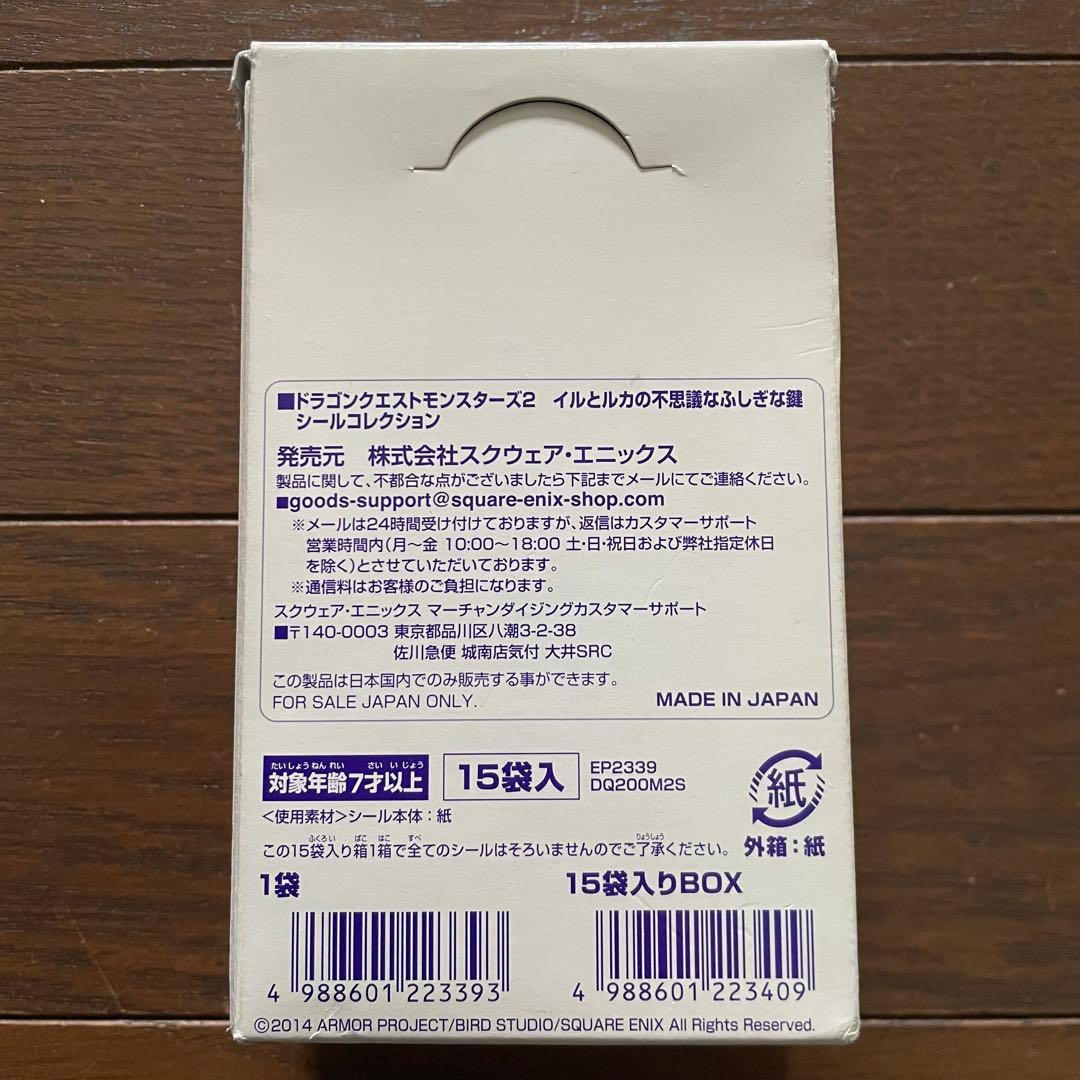 ■ドラゴンクエストモンスターズ2 イルとルカの不思議なふしぎな鍵
シールコレクション
発売元 株式会社スクウェア・エニックス
製品に関して、不都合な点がございましたら下記までメールにてご連絡ください。
■goods-support@square-enix-shop.com
※メールは24時間受け付けておりますが、返信はカスタマーサポート
営業時間内(月〜金 10:00〜18:00 土・日・祝日および弊社指定休日
を除く)とさせていただいております。
※通信料はお客様のご負担になります。
スクウェア・エニックス マーチャンダイジングカスタマーサポート
■〒140-0003 東京都品川区八潮3-2-38
佐川急便 城南店気付 大井SRC
この製品は日本国内でのみ販売する事ができます。
FOR SALE JAPAN ONLY.
MADE IN JAPAN
たいしょうねんれい さいいじょう
対象年齢7才以上
15袋入
EP2339
DQ200M2S
紙
<使用素材>シール本体:紙
ふくろい ばこ はこ すべ りょうしょう
この15袋入り箱1箱で全てのシールはそろいませんのでご了承ください。
外箱:紙
1袋
15袋入りBOX
4 988601 223393
4 988601 223409
©2014 ARMOR PROJECT/BIRD STUDIO/SQUARE ENIX All Rights Reserved.